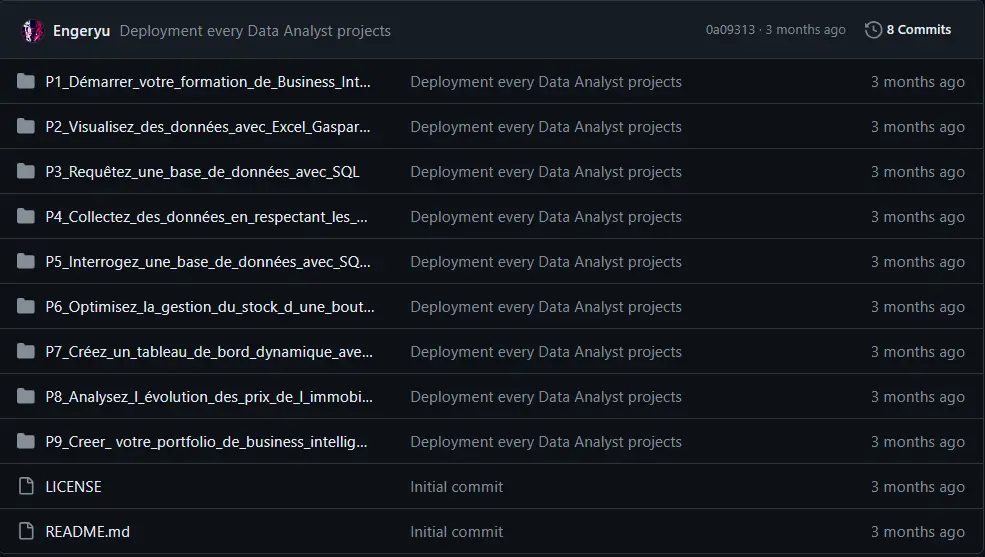 Engeryu Deployment every Data Analyst projects 0a09313 · 3 months ago 8 Commits
P1_Démarrer_votre_formation_de_Business_Int... Deployment every Data Analyst projects 3 months ago
P2_Visualisez_des_données_avec_Excel_Gaspar... Deployment every Data Analyst projects 3 months ago
P3_Requêtez_une_base_de_données_avec_SQL Deployment every Data Analyst projects 3 months ago
P4_Collectez_des_données_en_respectant_les_... Deployment every Data Analyst projects 3 months ago
P5_Interrogez_une_base_de_données_avec_SQ... Deployment every Data Analyst projects 3 months ago
P6_Optimisez_la_gestion_du_stock_d_une_bout... Deployment every Data Analyst projects 3 months ago
P7_Créez_un_tableau_de_bord_dynamique_ave... Deployment every Data Analyst projects 3 months ago
P8_Analysez_l_évolution_des_prix_de_l_immobi... Deployment every Data Analyst projects 3 months ago
P9_Creer_ votre_portfolio_de_business_intellig... Deployment every Data Analyst projects 3 months ago
LICENSE Initial commit 3 months ago
README.md Initial commit 3 months ago